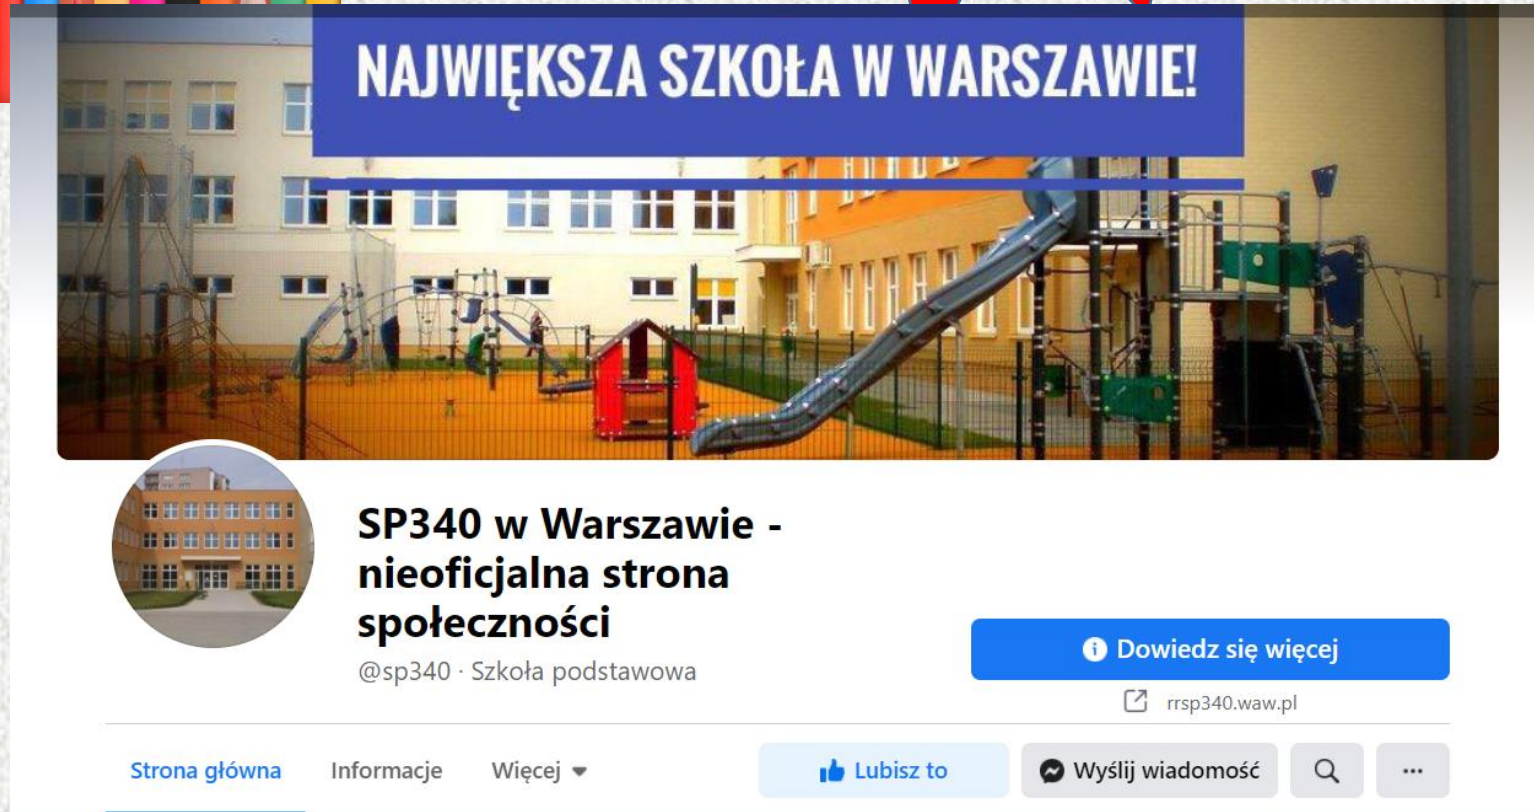 NAJWIĘKSZA SZKOŁA W WARSZAWIE!
SP340 w Warszawie -
nieoficjalna strona
społeczności
@sp340 · Szkoła podstawowa
Dowiedz się więcej
rrsp340.waw.pl
Strona główna
Informacje
Więcej
Lubisz to
Wyślij wiadomość